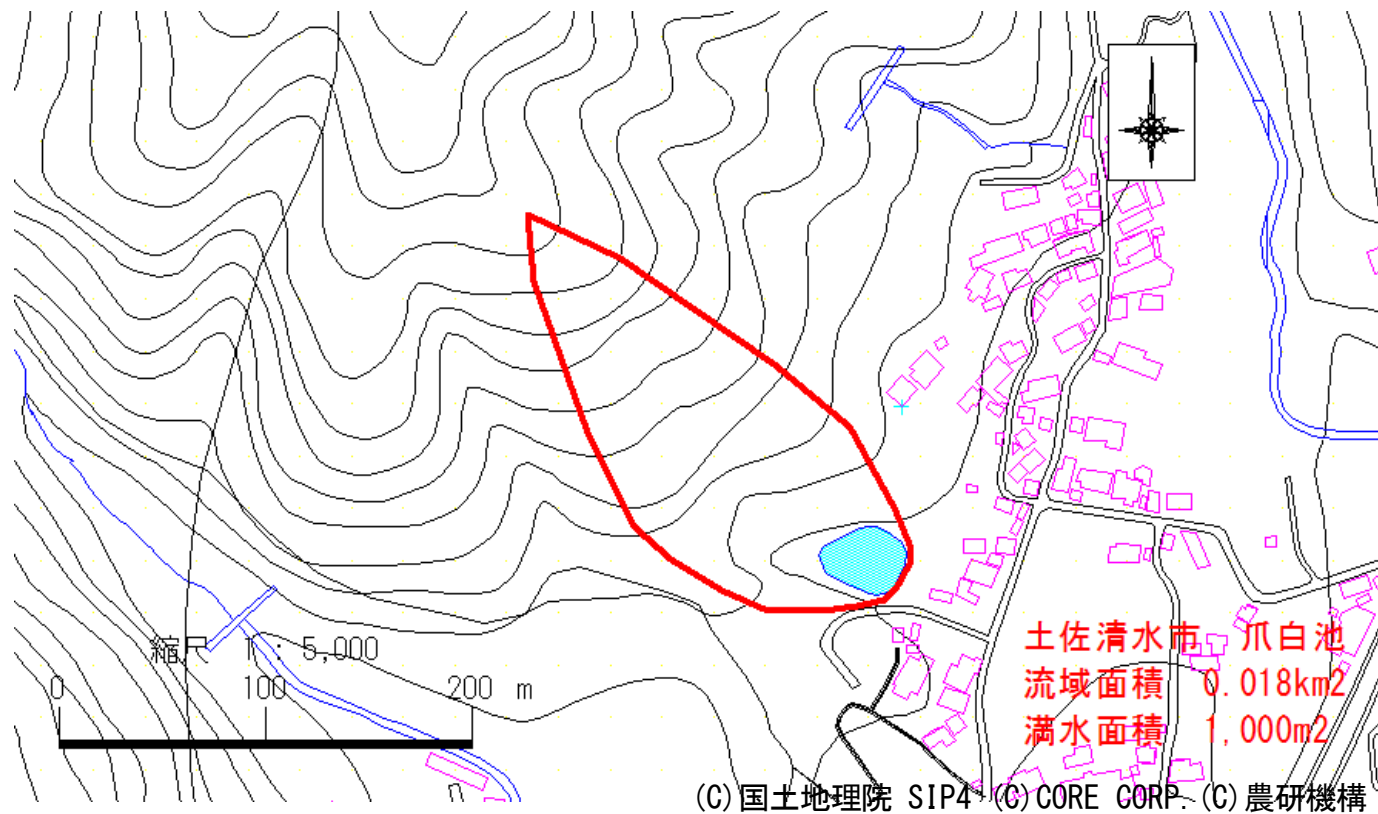 土佐清水市 爪白池
流域面積 0.018km2
満水面積 1,000m2
縮尺 1 : 5,000
0 100 200 m
(C)国土地理院 SIP4 (C)CORE CORP. (C)農研機構